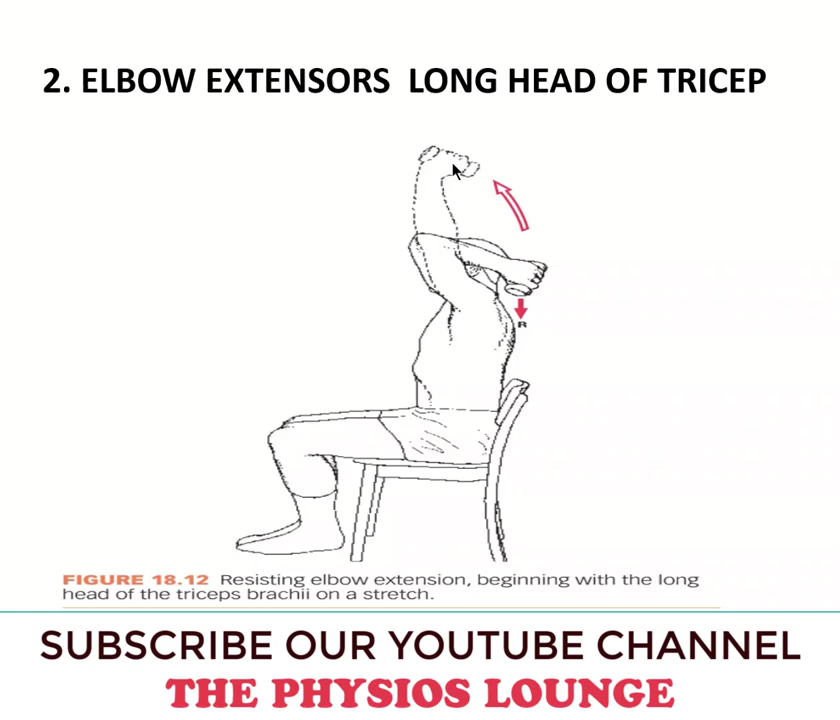 2. ELBOW EXTENSORS LONG HEAD OF TRICEP
R
FIGURE 18.12 Resisting elbow extension, beginning with the long
head of the triceps brachii on a stretch.
SUBSCRIBE OUR YOUTUBE CHANNEL
THE PHYSIOS LOUNGE